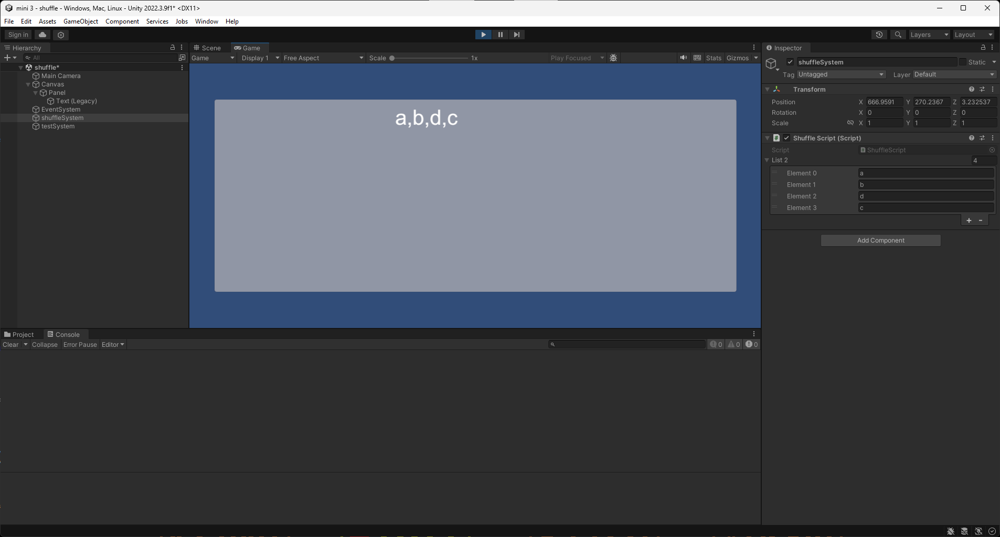 mini 3 - shuffle - Windows, Mac, Linux - Unity 2022.3.9f1* <DX11>
File Edit Assets GameObject Component Services Jobs Window Help
Sign in
Layers Layout
Hierarchy
All
shuffle*
Main Camera
Canvas
Panel
Text (Legacy)
EventSystem
shuffleSystem
testSystem
Scene Game
Game Display 1 Free Aspect Scale 1x Play Focused Stats Gizmos
a,b,d,c
Inspector
shuffleSystem Static
Tag Untagged Layer Default
Transform
Position X 666.9591 Y 270.2367 Z 3.232537
Rotation X 0 Y 0 Z 0
Scale X 1 Y 1 Z 1
# Shuffle Script (Script)
Script ShuffleScript
List 2 4
Element 0 a
Element 1 b
Element 2 d
Element 3 c
+ -
Add Component
Project Console
Clear Collapse Error Pause Editor 0 0 0